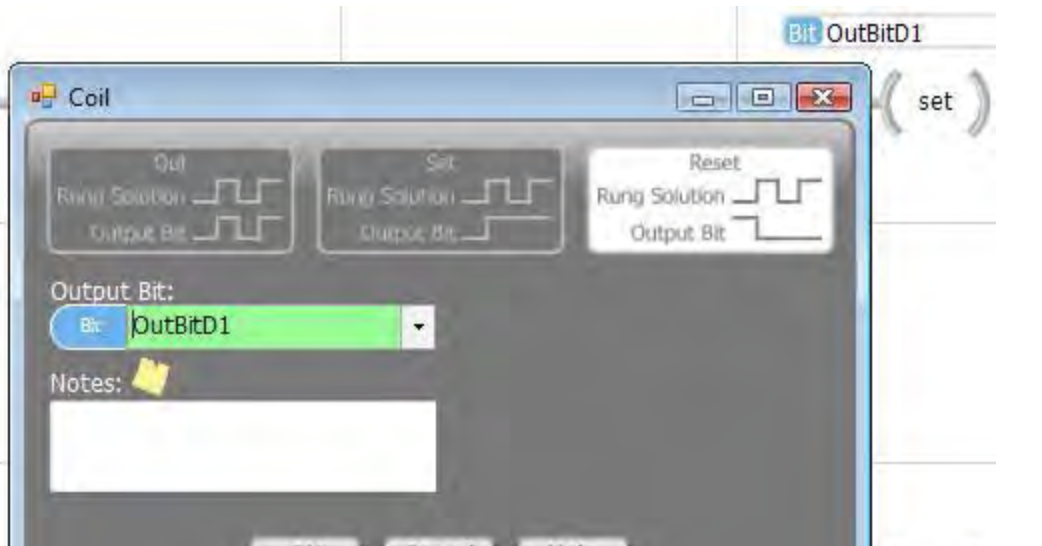 Bit OutBitD1
Coil
set
Out
Rung Solution
Output Bit
Set
Rung Solution
Output Bit
Reset
Rung Solution
Output Bit
Output Bit:
Bit OutBitD1
Notes: